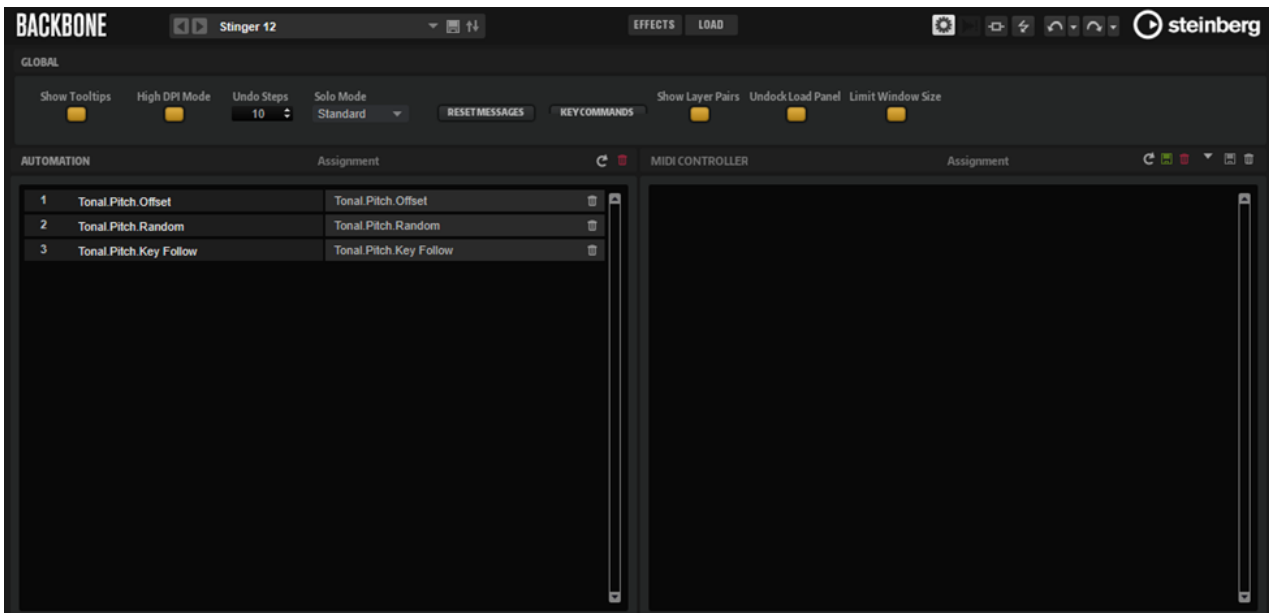 BACKBONE Stinger 12 EFFECTS LOAD steinberg
GLOBAL
Show Tooltips High DPI Mode Undo Steps Solo Mode Show Layer Pairs Undock Load Panel Limit Window Size
10 Standard RESET MESSAGES KEY COMMANDS
AUTOMATION Assignment MIDI CONTROLLER Assignment
1 Tonal.Pitch.Offset Tonal.Pitch.Offset
2 Tonal.Pitch.Random Tonal.Pitch.Random
3 Tonal.Pitch.Key Follow Tonal.Pitch.Key Follow